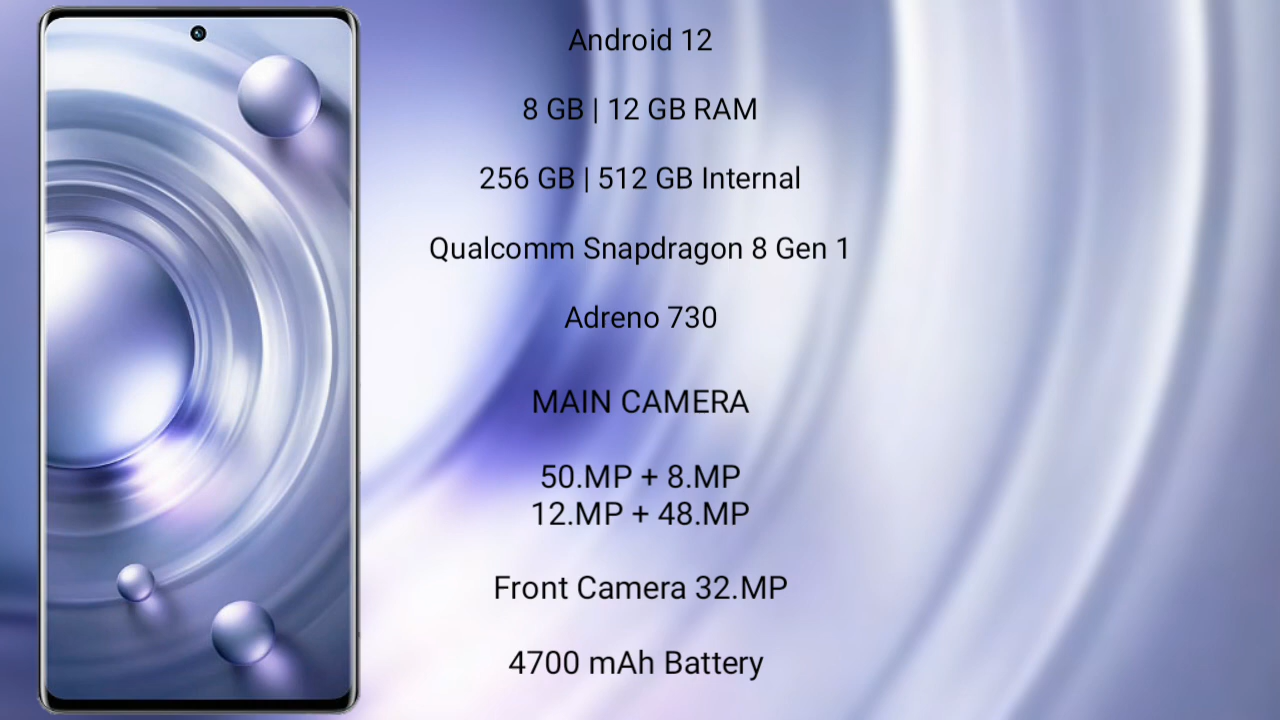 Android 12
8 GB | 12 GB RAM
256 GB | 512 GB Internal
Qualcomm Snapdragon 8 Gen 1
Adreno 730
MAIN CAMERA
50.MP + 8.MP
12.MP + 48.MP
Front Camera 32.MP
4700 mAh Battery